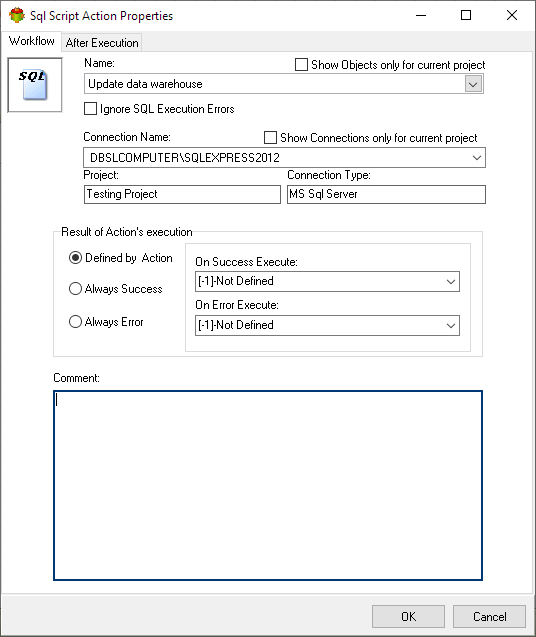 Sql Script Action Properties
Workflow
After Execution
SQL
Name:
Show Objects only for current project
Update data warehouse
Ignore SQL Execution Errors
Connection Name:
Show Connections only for current project
DBSLCOMPUTER\SQLEXPRESS2012
Project:
Connection Type:
Testing Project
MS Sql Server
Result of Action's execution
Defined by Action
On Success Execute:
[-1]-Not Defined
Always Success
On Error Execute:
[-1]-Not Defined
Always Error
Comment:
OK
Cancel